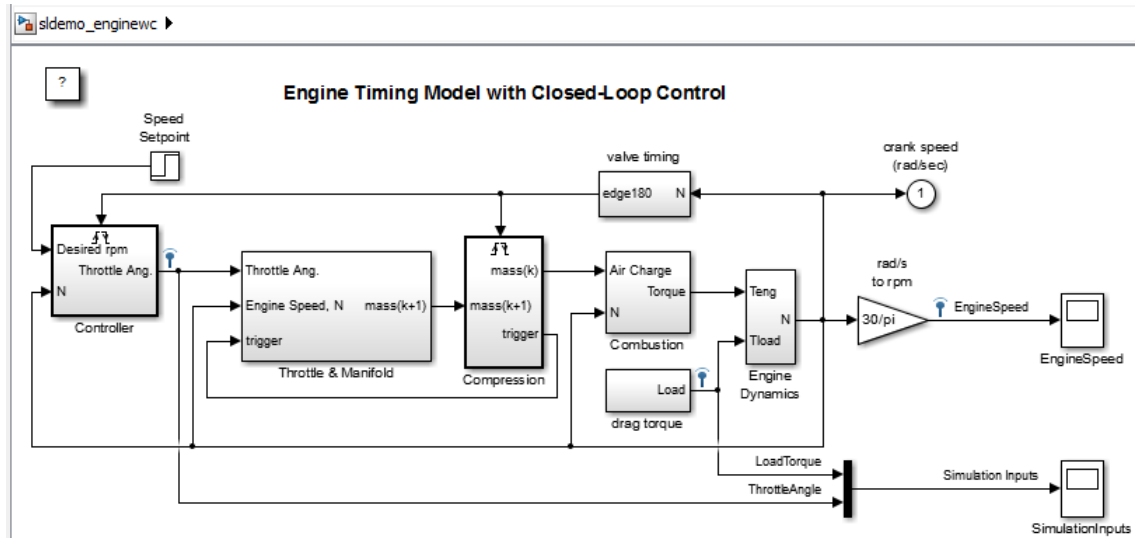 sldemo_enginewc
?
Engine Timing Model with Closed-Loop Control
Speed
Setpoint
valve timing
crank speed
(rad/sec)
edge180 N
1
Desired rpm
Throttle Ang.
N
Controller
Throttle Ang.
Engine Speed, N
mass(k+1)
trigger
Throttle & Manifold
mass(k)
mass(k+1)
trigger
Compression
Air Charge
Torque
N
Combustion
Load
drag torque
Teng
N
Tload
Engine
Dynamics
rad/s
to rpm
30/pi
EngineSpeed
EngineSpeed
LoadTorque
ThrottleAngle
Simulation Inputs
SimulationInputs